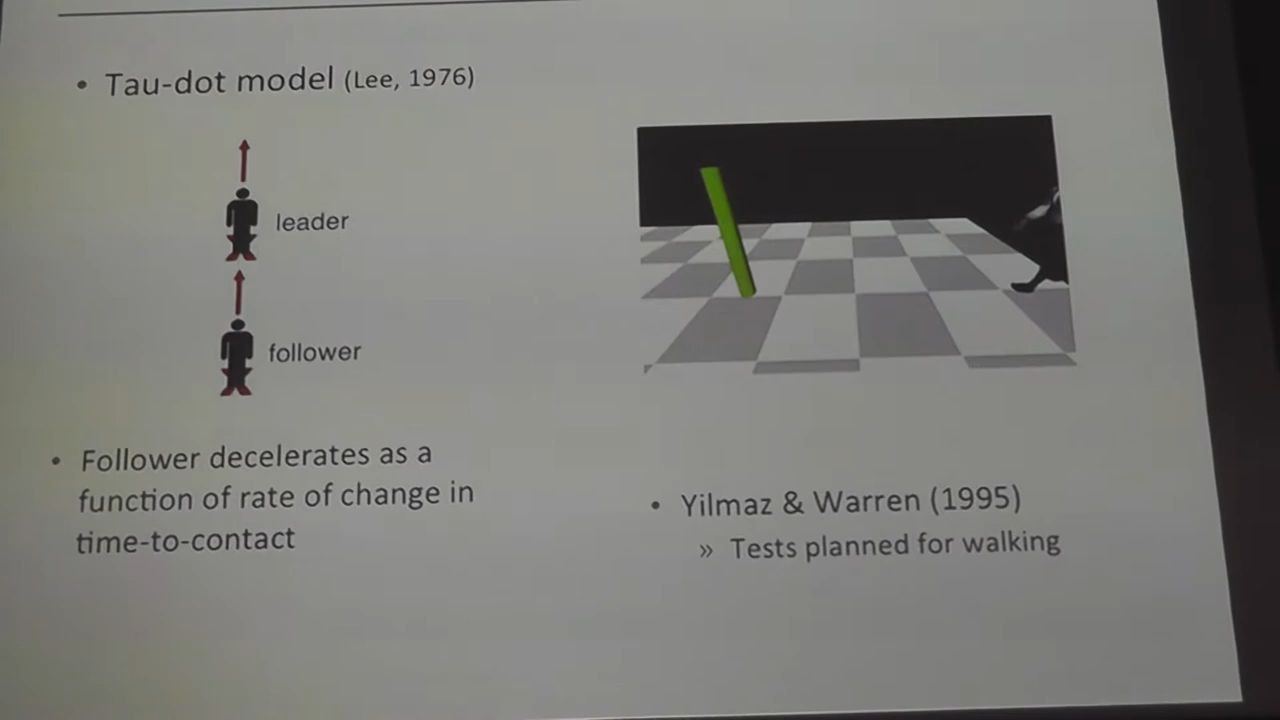 • Tau-dot model (Lee, 1976)
leader
follower
• Follower decelerates as a
function of rate of change in
time-to-contact
• Yilmaz & Warren (1995)
» Tests planned for walking